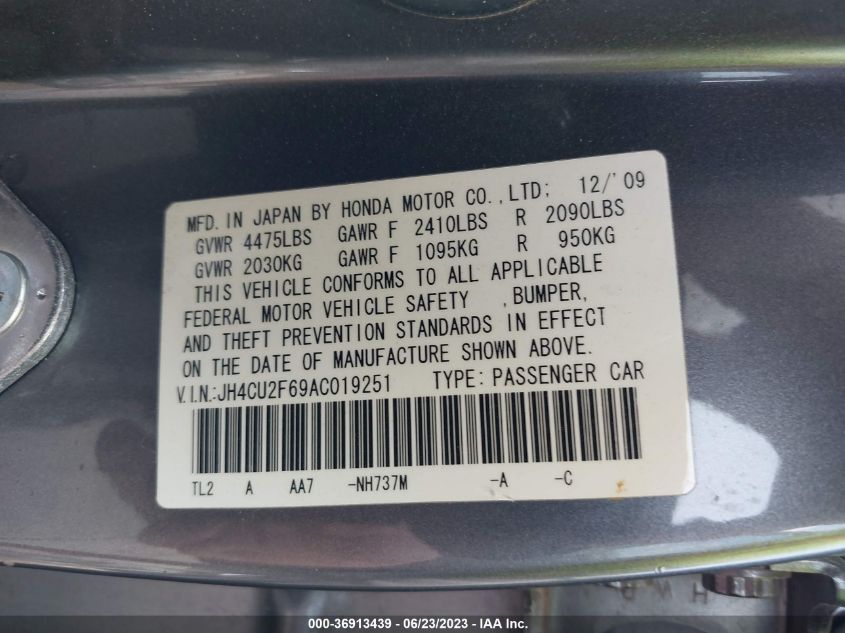 MFD. IN JAPAN BY HONDA MOTOR CO., LTD; 12/'09
GVWR 4475LBS GAWR F 2410LBS R 2090LBS
GVWR 2030KG GAWR F 1095KG R 950KG
THIS VEHICLE CONFORMS TO ALL APPLICABLE
FEDERAL MOTOR VEHICLE SAFETY , BUMPER,
AND THEFT PREVENTION STANDARDS IN EFFECT
ON THE DATE OF MANUFACTURE SHOWN ABOVE.
V.I.N.:JH4CU2F69AC019251 TYPE: PASSENGER CAR
TL2 A AA7 -NH737M -A -C
000-36913439 - 06/23/2023 - IAA Inc.